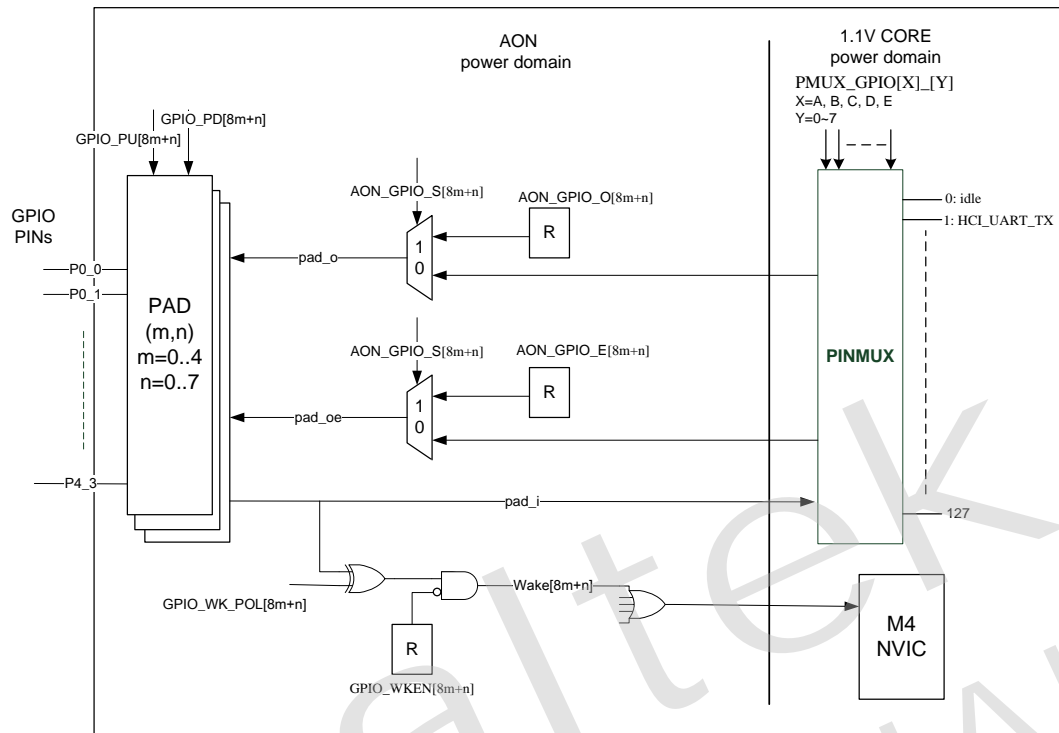 AON
power domain
1.1V CORE
power domain
PMUX_GPIO[X]_[Y]
X=A, B, C, D, E
Y=0~7
GPIO_PD[8m+n]
GPIO_PU[8m+n]
GPIO
PINs
P0_0
P0_1
P4_3
PAD
(m,n)
m=0..4
n=0..7
AON_GPIO_S[8m+n]
AON_GPIO_O[8m+n]
R
1
0
pad_o
AON_GPIO_S[8m+n]
AON_GPIO_E[8m+n]
R
1
0
pad_oe
pad_i
PINMUX
0: idle
1: HCI_UART_TX
127
GPIO_WK_POL[8m+n]
Wake[8m+n]
R
GPIO_WKEN[8m+n]
M4
NVIC
altek